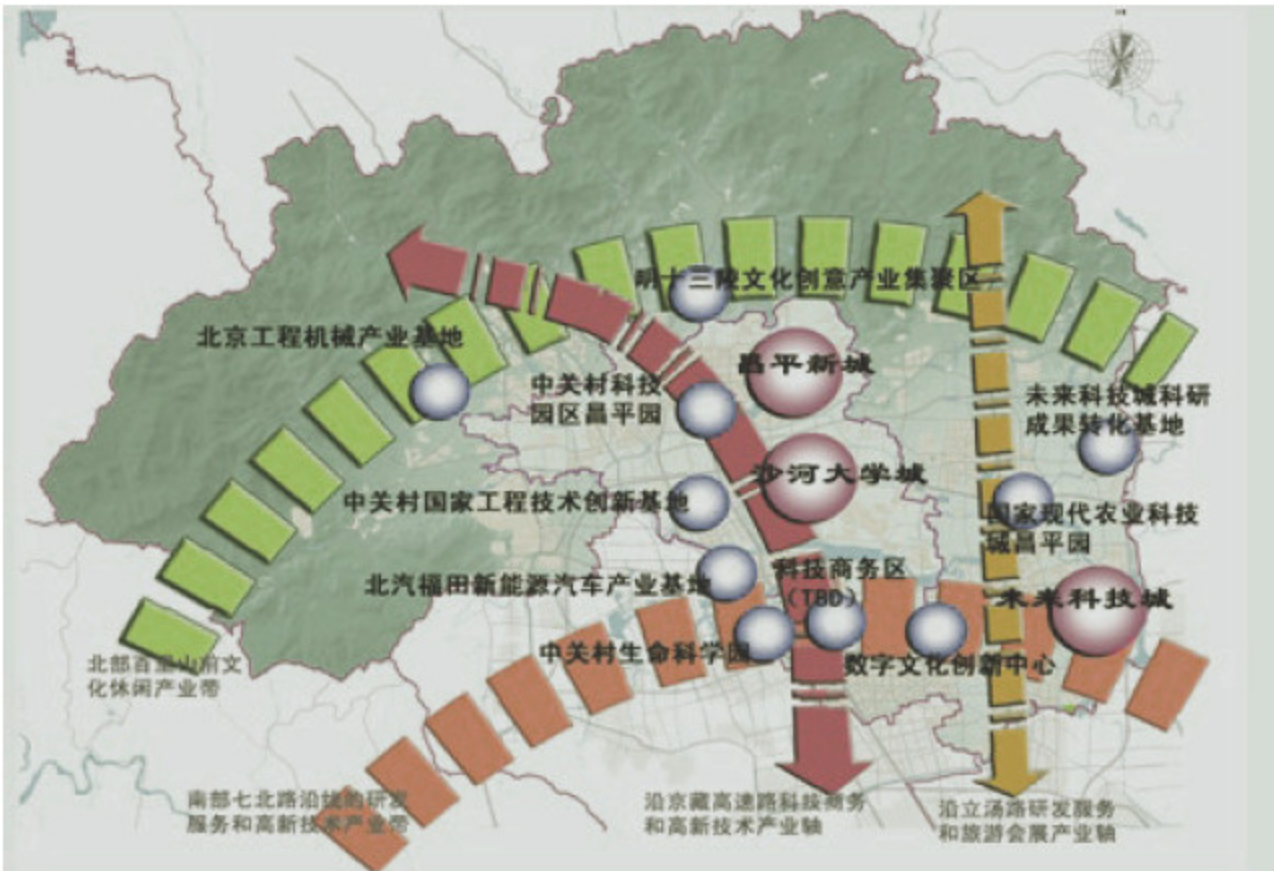 明十三陵文化创意产业集聚区
北京工程机械产业基地
昌平新城
中关村科技
园区昌平园
未来科技城科研
成果转化基地
沙河大学城
中关村国家工程技术创新基地
国家现代农业科技
城昌平园
北汽福田新能源汽车产业基地
科技商务区
（TBD）
未来科技城
中关村生命科学园
数字文化创新中心
北部百里山前文
化休闲产业带
南部七北路沿线的研发
服务和高新技术产业带
沿京藏高速路科技商务
和高新技术产业轴
沿立汤路研发服务
和旅游会展产业轴